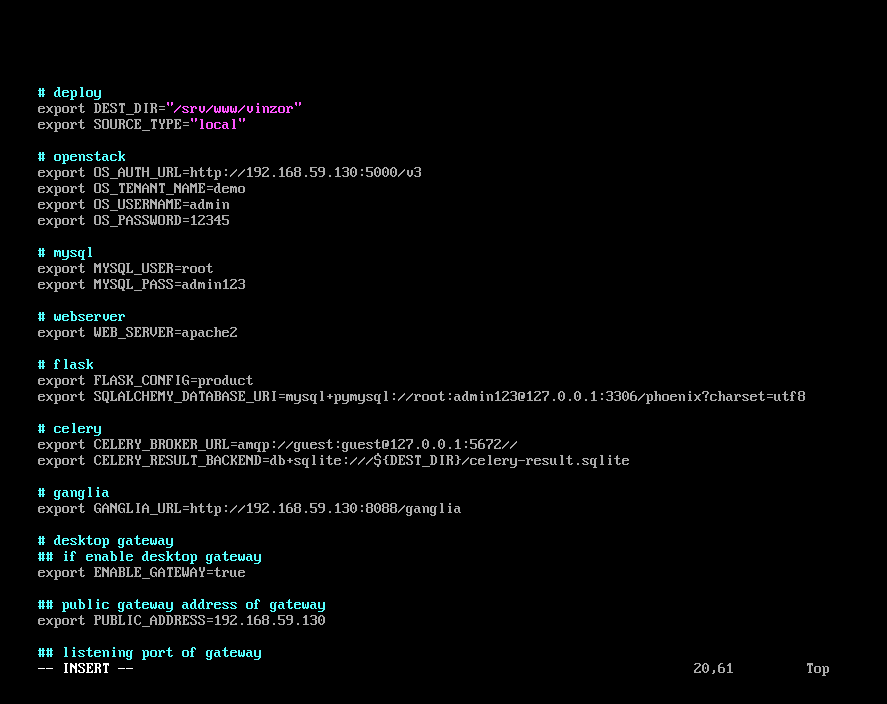 # deploy
export DEST_DIR="/srv/www/vinzor"
export SOURCE_TYPE="local"
# openstack
export OS_AUTH_URL=http://192.168.59.130:5000/v3
export OS_TENANT_NAME=demo
export OS_USERNAME=admin
export OS_PASSWORD=12345
# mysql
export MYSQL_USER=root
export MYSQL_PASS=admin123
# webserver
export WEB_SERVER=apache2
# flask
export FLASK_CONFIG=product
export SQLALCHEMY_DATABASE_URI=mysql+pymysql://root:admin123@127.0.0.1:3306/phoenix?charset=utf8
# celery
export CELERY_BROKER_URL=amqp://guest:guest@127.0.0.1:5672//
export CELERY_RESULT_BACKEND=db+sqlite:///${DEST_DIR}/celery-result.sqlite
# ganglia
export GANGLIA_URL=http://192.168.59.130:8088/ganglia
# desktop gateway
## if enable desktop gateway
export ENABLE_GATEWAY=true
## public gateway address of gateway
export PUBLIC_ADDRESS=192.168.59.130
## listening port of gateway
-- INSERT -- 20,61 Top